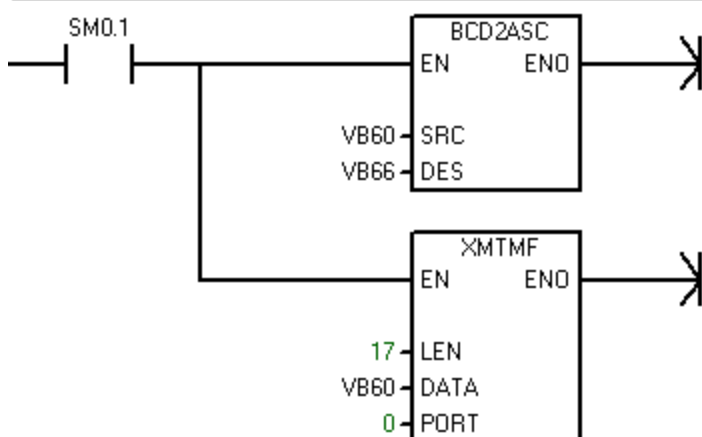 SM0.1
BCD2ASC
EN ENO
VB60 SRC
VB66 DES
XMTMF
EN ENO
17 LEN
VB60 DATA
0 PORT